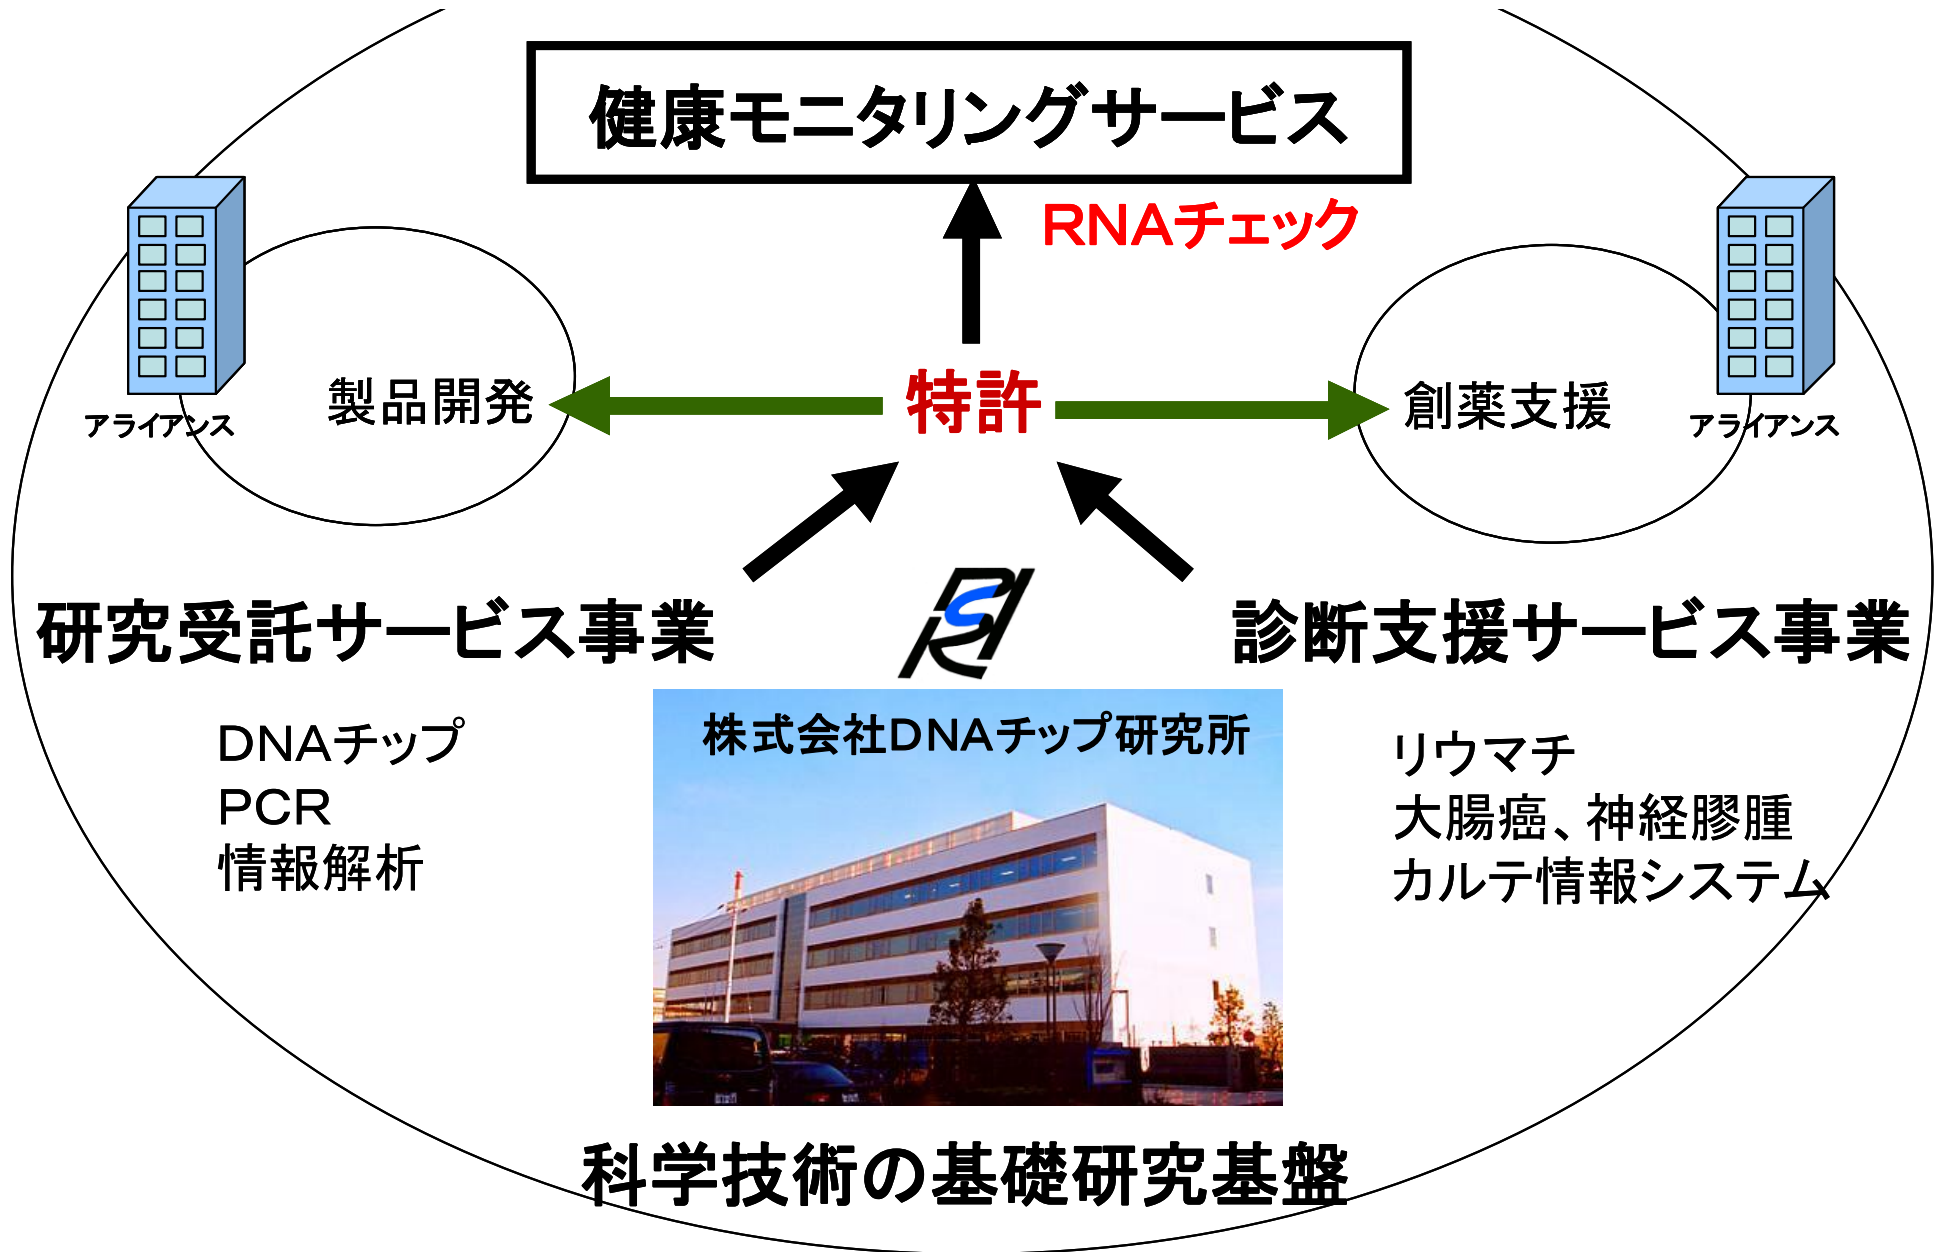 健康モニタリングサービス
RNAチェック
製品開発
特許
創薬支援
アライアンス
アライアンス
研究受託サービス事業
診断支援サービス事業
DNAチップ
PCR
情報解析
株式会社DNAチップ研究所
リウマチ
大腸癌、神経膠腫
カルテ情報システム
科学技術の基礎研究基盤